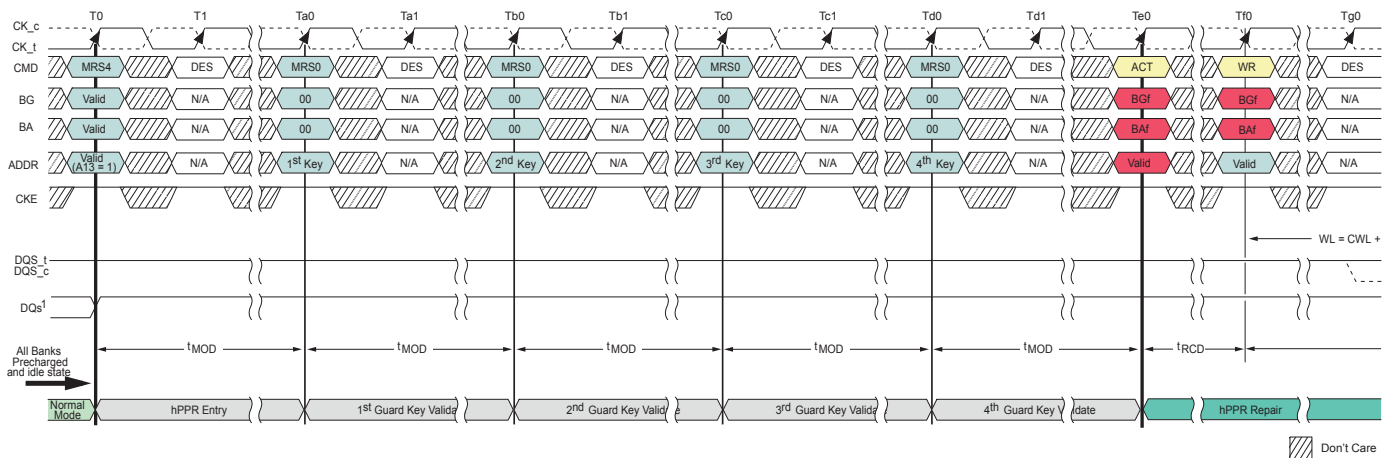 T0 T1 Ta0 Ta1 Tb0 Tb1 Tc0 Tc1 Td0 Td1 Te0 Tf0 Tg0
CK_c
CK_t
CMD MRS4 DES MRS0 DES MRS0 DES MRS0 DES MRS0 DES ACT WR DES
BG Valid N/A 00 N/A 00 N/A 00 N/A 00 N/A BGf BGf N/A
BA Valid N/A 00 N/A 00 N/A 00 N/A 00 N/A BAf BAf N/A
ADDR Valid (A13 = 1) N/A 1st Key N/A 2nd Key N/A 3rd Key N/A 4th Key N/A Valid Valid N/A
CKE
WL = CWL +
DQS_t
DQS_c
DQs1
tMOD tMOD tMOD tMOD tMOD tRCD
All Banks
Precharged
and idle state
Normal Mode hPPR Entry 1st Guard Key Valida 2nd Guard Key Validate 3rd Guard Key Valida 4th Guard Key Validate hPPR Repair
Don't Care